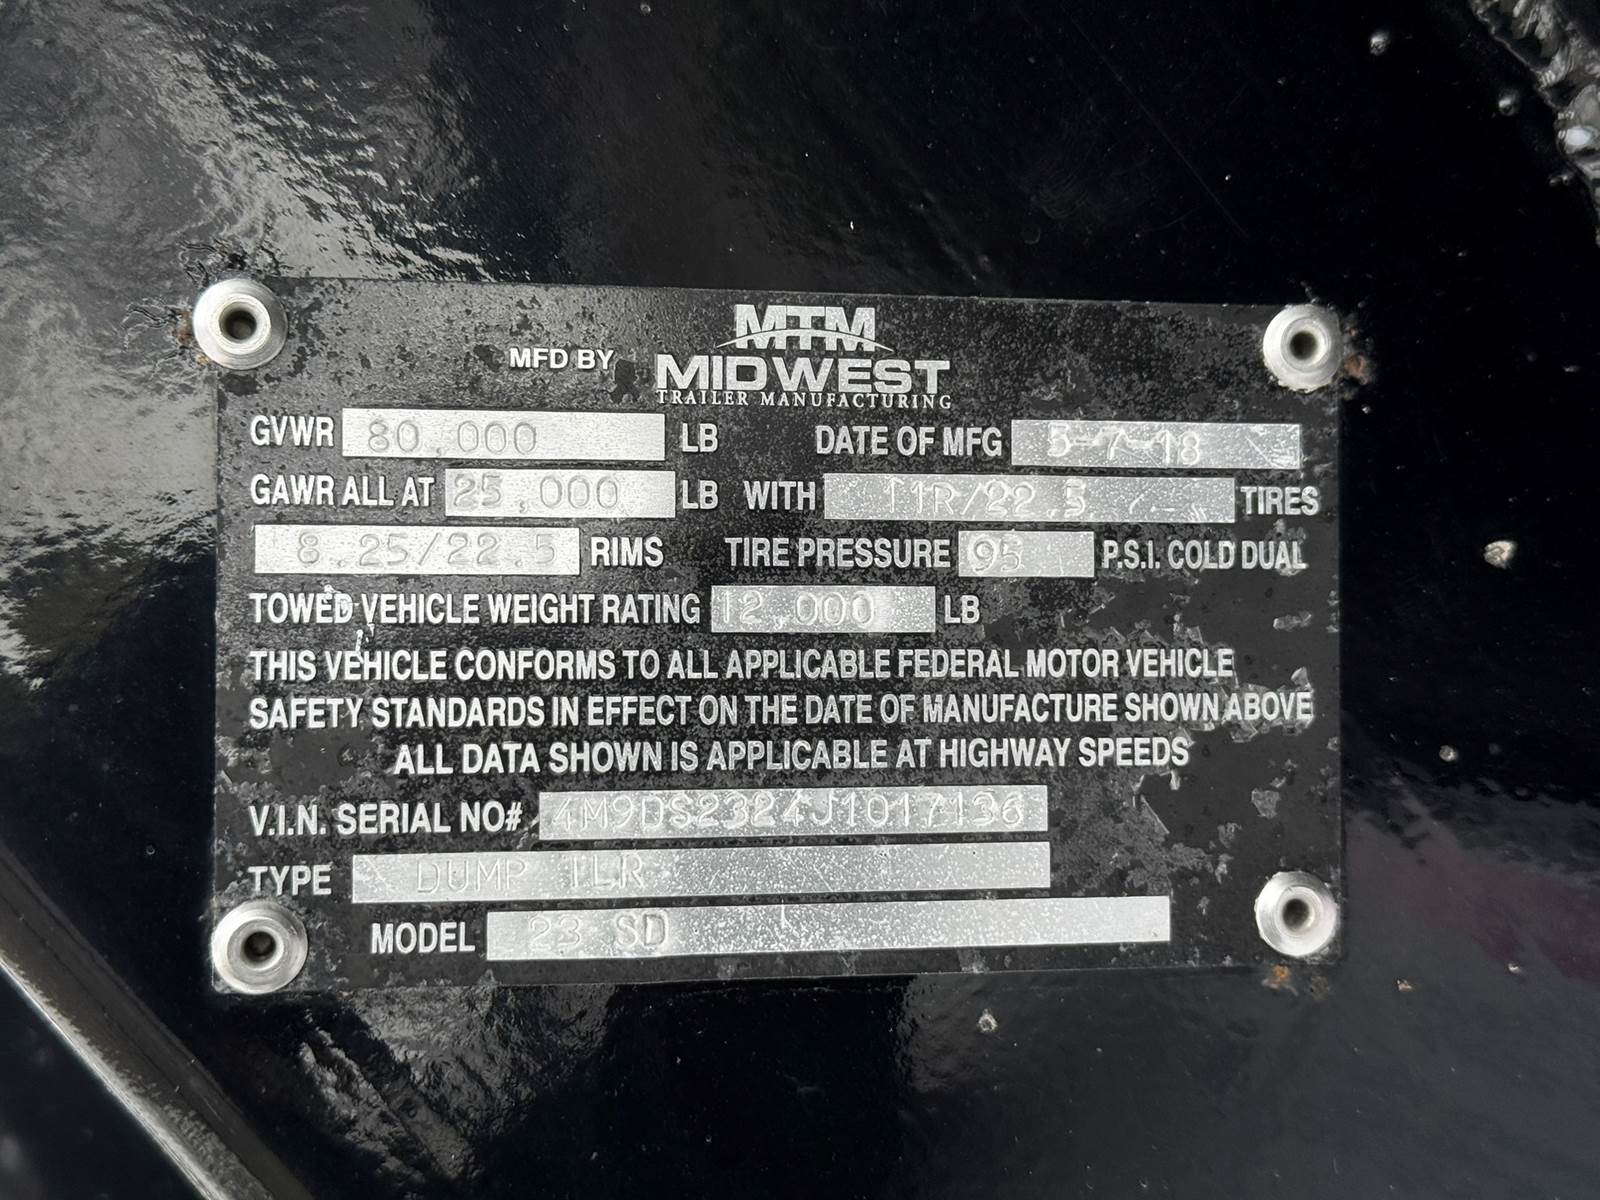 MTM
MFD BY MIDWEST
TRAILER MANUFACTURING
GVWR 80,000 LB DATE OF MFG 5-7-18
GAWR ALL AT 25,000 LB WITH 11R/22.5 TIRES
8.25/22.5 RIMS TIRE PRESSURE 95 P.S.I. COLD DUAL
TOWED VEHICLE WEIGHT RATING 12,000 LB
THIS VEHICLE CONFORMS TO ALL APPLICABLE FEDERAL MOTOR VEHICLE
SAFETY STANDARDS IN EFFECT ON THE DATE OF MANUFACTURE SHOWN ABOVE
ALL DATA SHOWN IS APPLICABLE AT HIGHWAY SPEEDS
V.I.N. SERIAL NO# 4M9DS2324J1017136
TYPE DUMP TLR
MODEL 23 SD